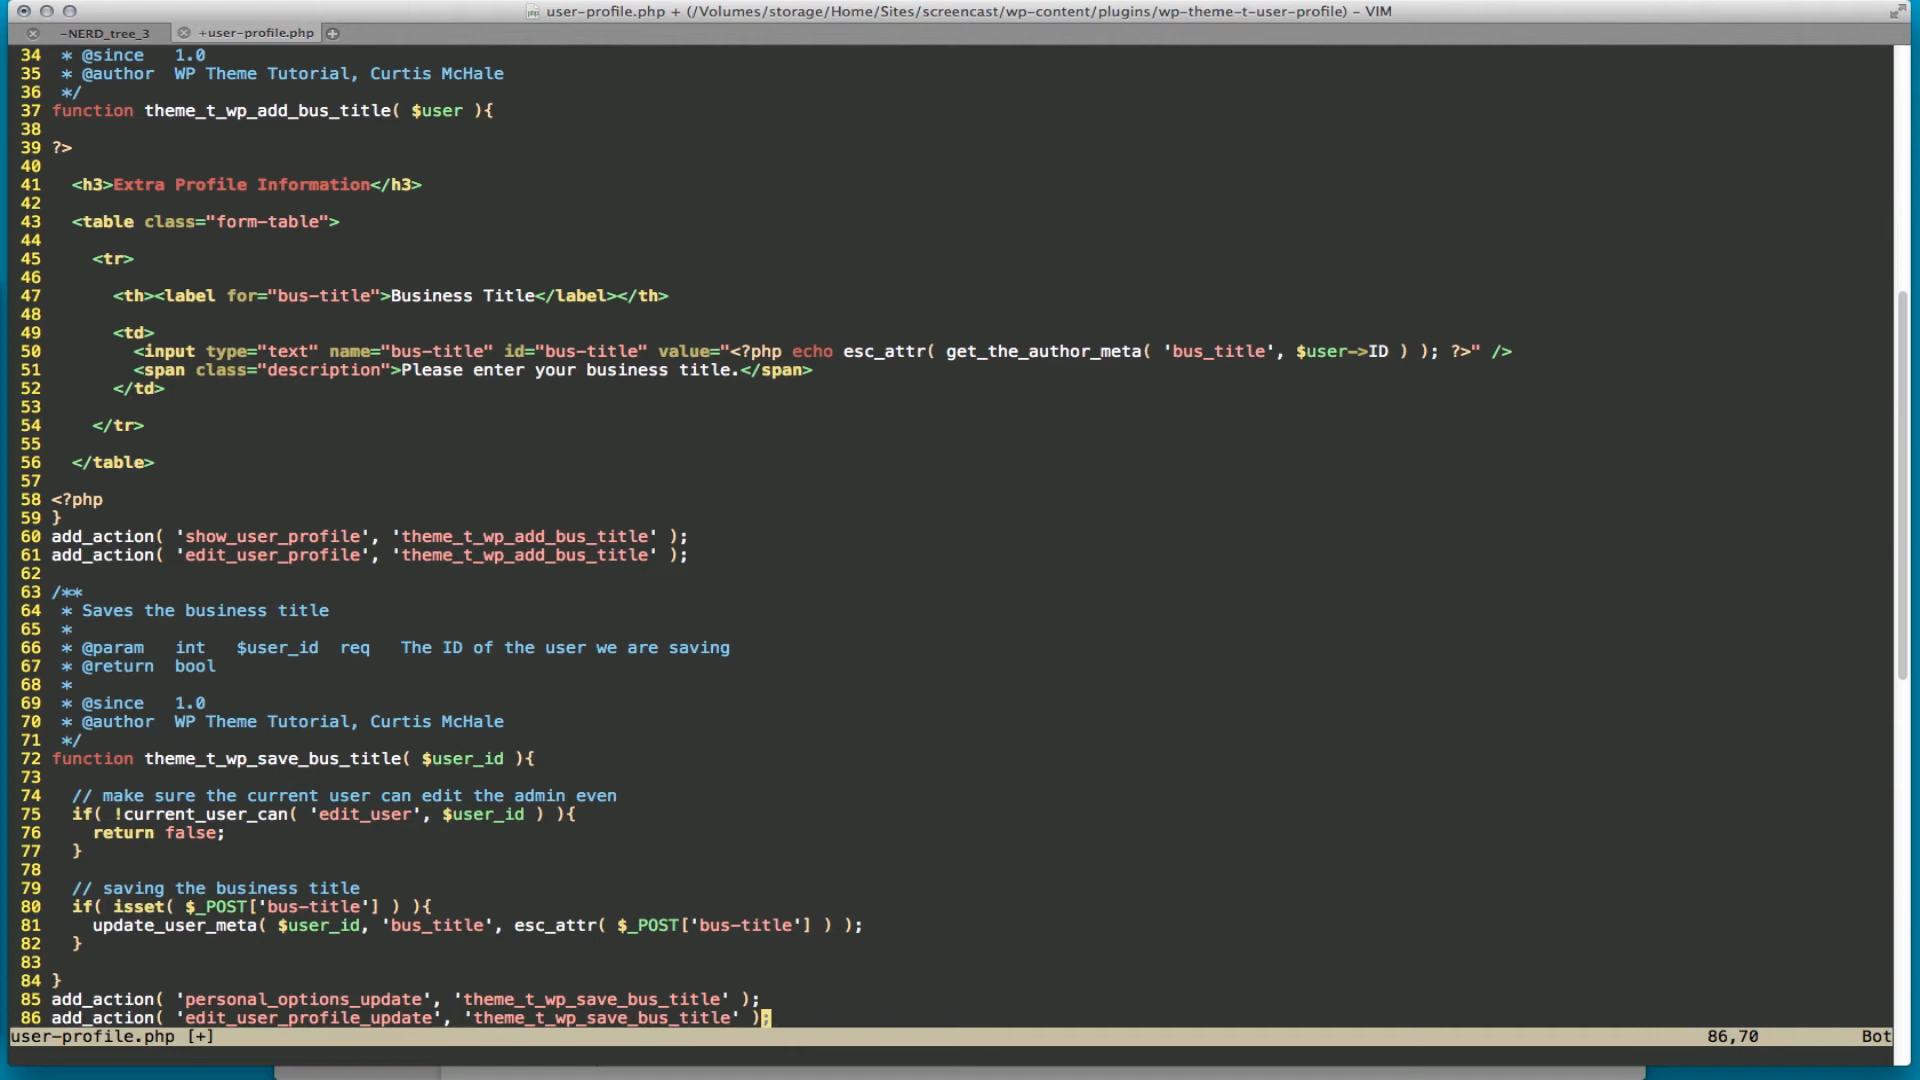 user-profile.php + (/Volumes/storage/Home/Sites/screencast/wp-content/plugins/wp-theme-t-user-profile) - VIM
-NERD_tree_3 +user-profile.php
34  * @since   1.0
35  * @author  WP Theme Tutorial, Curtis McHale
36  */
37 function theme_t_wp_add_bus_title( $user ){
38
39 ?>
40
41   <h3>Extra Profile Information</h3>
42
43   <table class="form-table">
44
45     <tr>
46
47       <th><label for="bus-title">Business Title</label></th>
48
49       <td>
50         <input type="text" name="bus-title" id="bus-title" value="<?php echo esc_attr( get_the_author_meta( 'bus_title', $user->ID ) ); ?>" />
51         <span class="description">Please enter your business title.</span>
52       </td>
53
54     </tr>
55
56   </table>
57
58 <?php
59 }
60 add_action( 'show_user_profile', 'theme_t_wp_add_bus_title' );
61 add_action( 'edit_user_profile', 'theme_t_wp_add_bus_title' );
62
63 /**
64  * Saves the business title
65  *
66  * @param   int   $user_id  req   The ID of the user we are saving
67  * @return  bool
68  *
69  * @since   1.0
70  * @author  WP Theme Tutorial, Curtis McHale
71  */
72 function theme_t_wp_save_bus_title( $user_id ){
73
74   // make sure the current user can edit the admin even
75   if( !current_user_can( 'edit_user', $user_id ) ){
76     return false;
77   }
78
79   // saving the business title
80   if( isset( $_POST['bus-title'] ) ){
81     update_user_meta( $user_id, 'bus_title', esc_attr( $_POST['bus-title'] ) );
82   }
83
84 }
85 add_action( 'personal_options_update', 'theme_t_wp_save_bus_title' );
86 add_action( 'edit_user_profile_update', 'theme_t_wp_save_bus_title' );
user-profile.php [+] 86,70 Bot